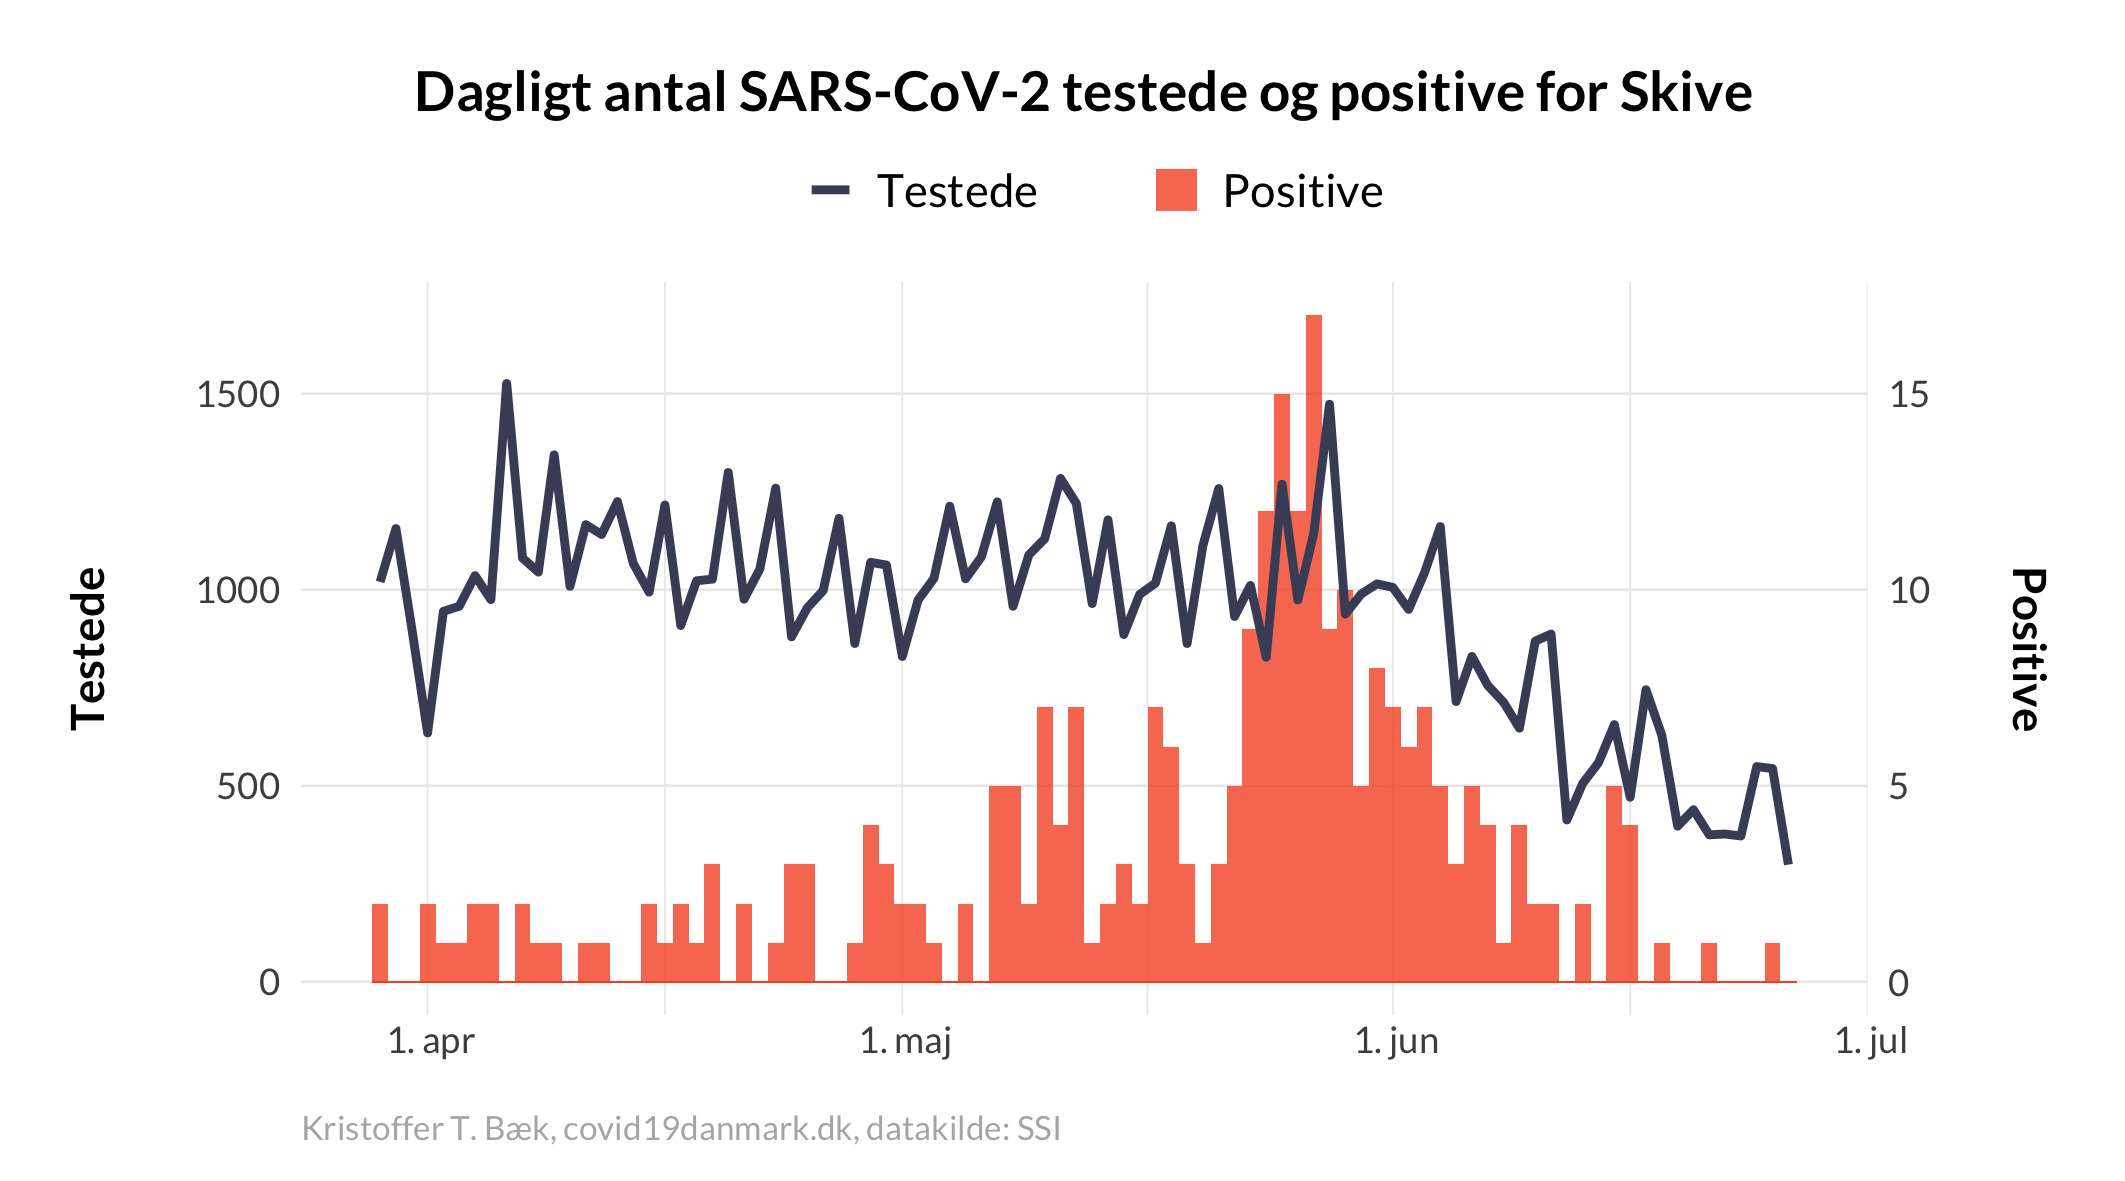 Dagligt antal SARS-CoV-2 testede og positive for Skive
Testede
Positive
Testede
1500
1000
500
0
15
10
5
0
Positive
1. apr
1. maj
1. jun
1. jul
Kristoffer T. Bæk, covid19danmark.dk, datakilde: SSI